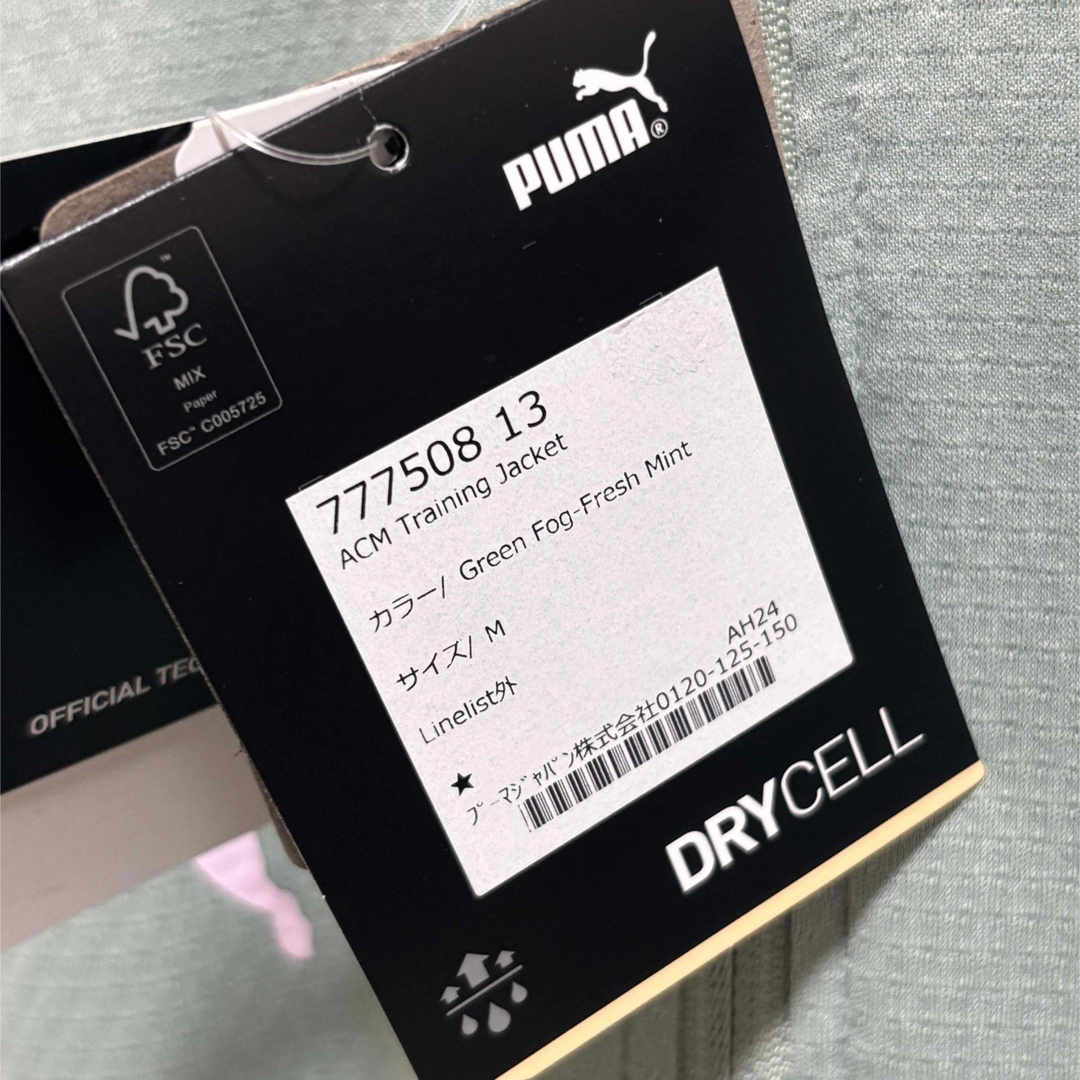 PUMA®
FSC™
MIX
Paper
FSC™ C005725
777508 13
ACM Training Jacket
カラー/ Green Fog-Fresh Mint
サイズ/ M
Linelist外
AH24
★
プーマジャパン株式会社0120-125-150
DRYCELL
OFFICIAL TEC